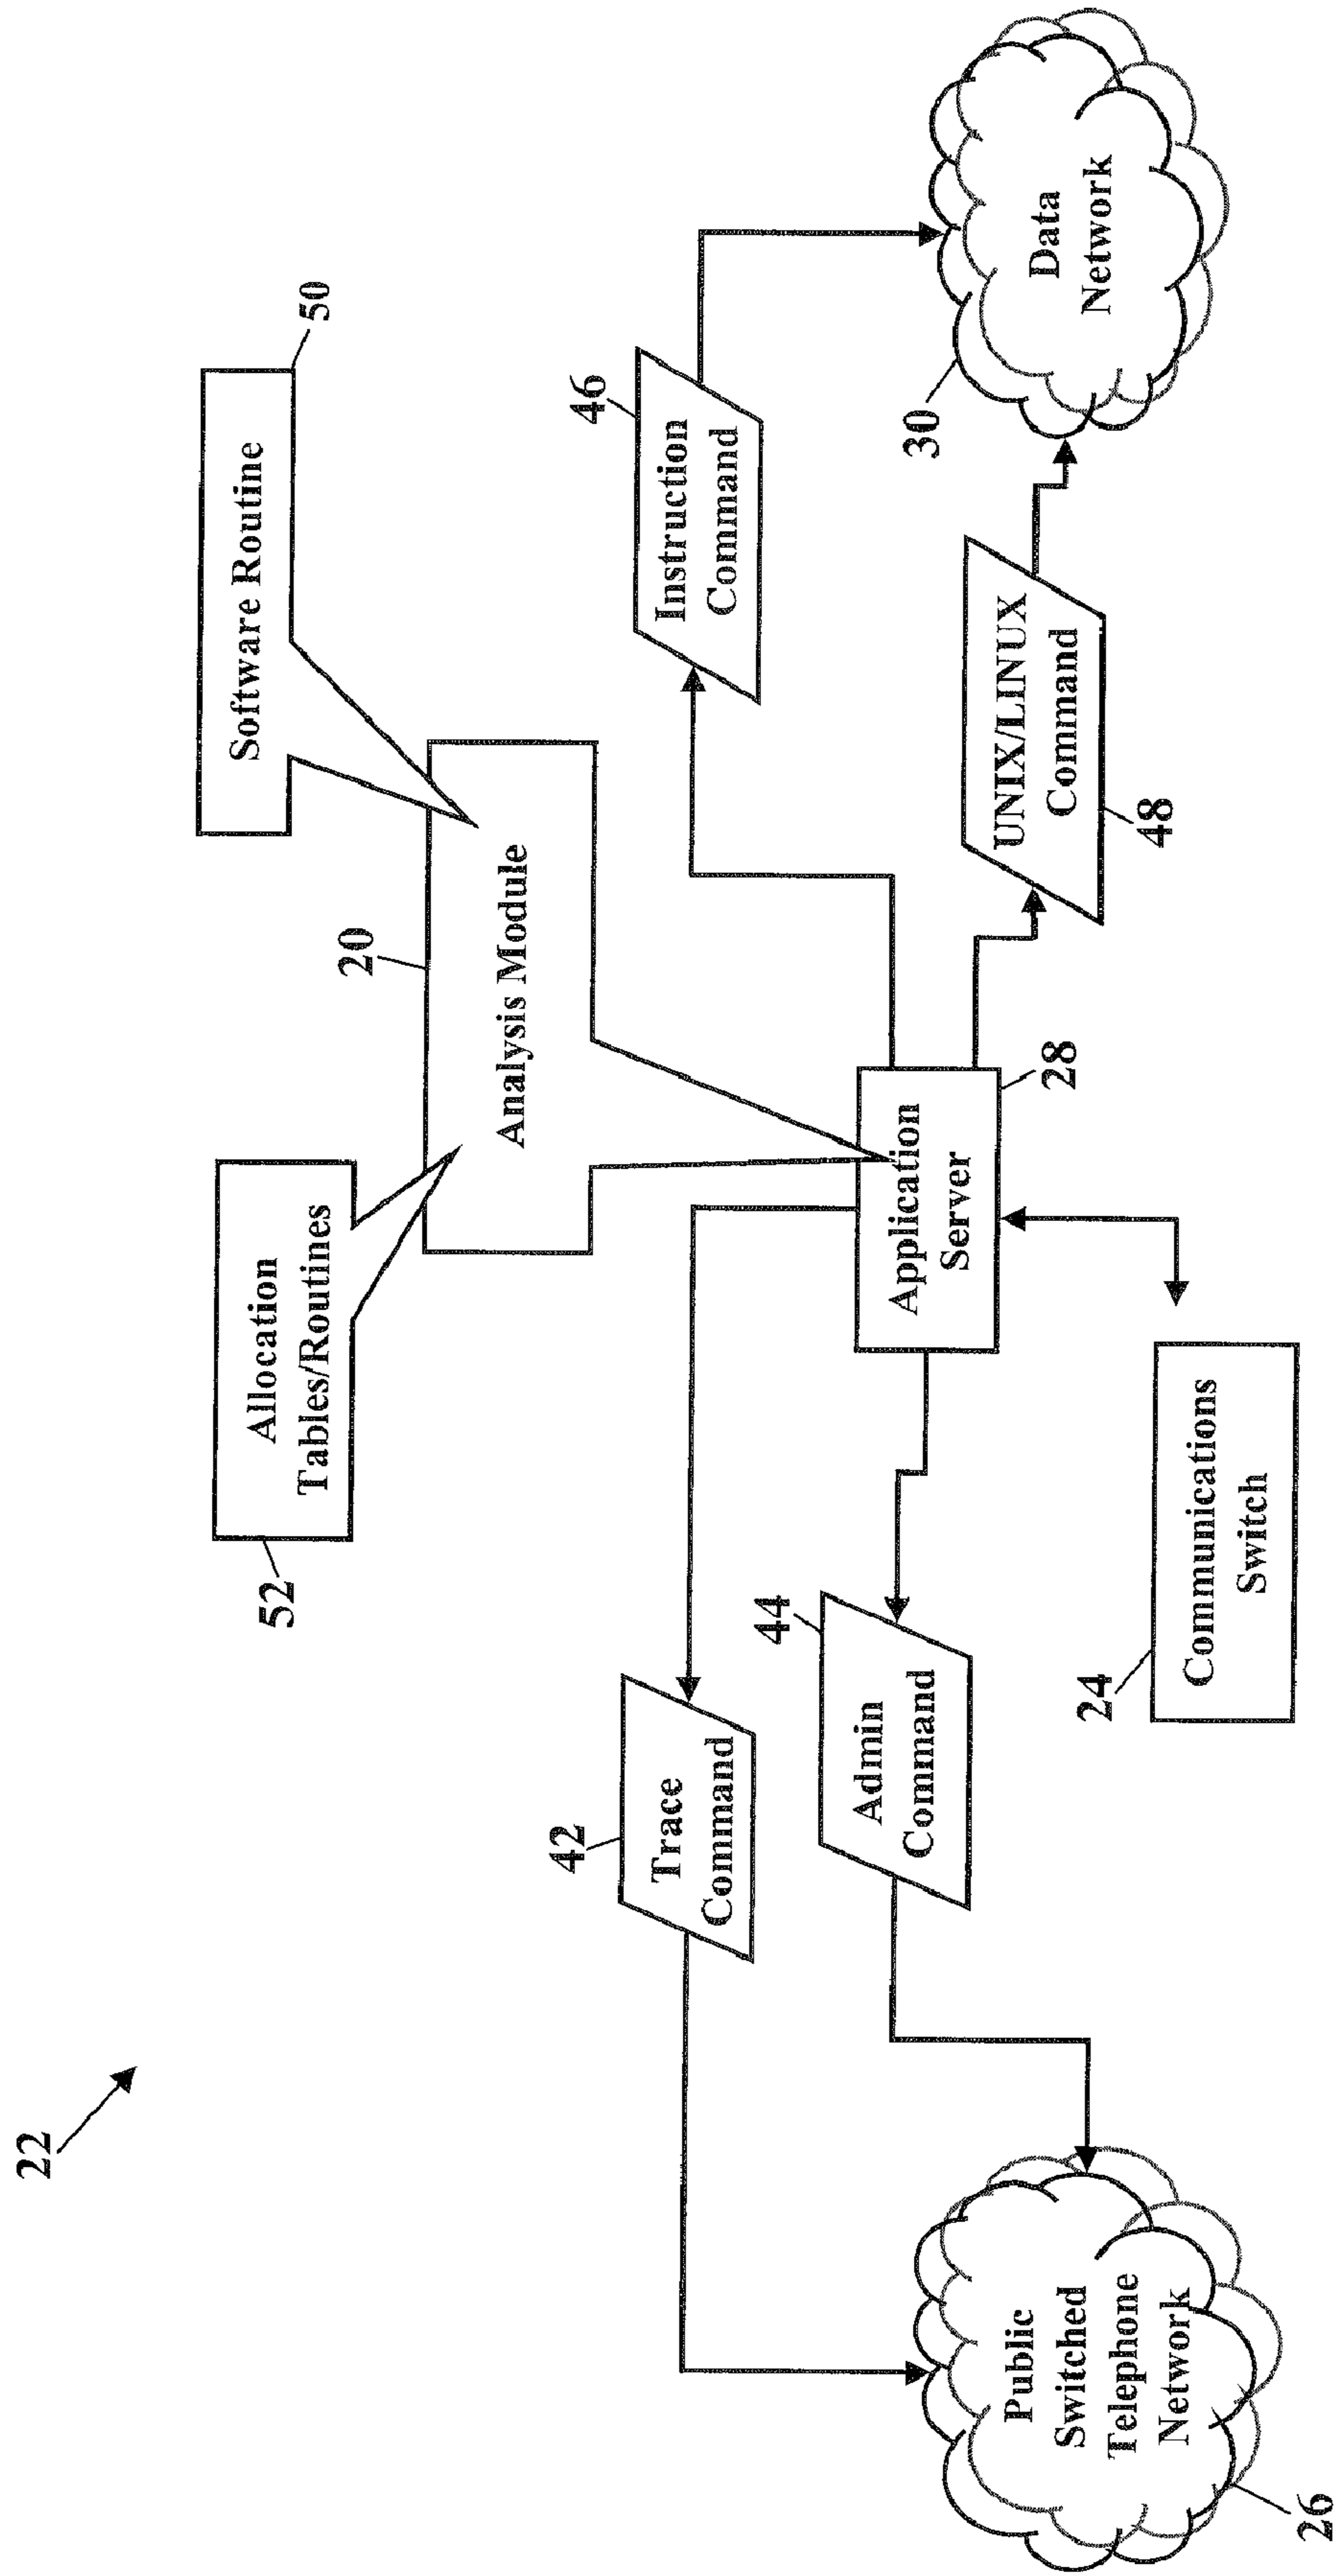 22
52
Allocation
Tables/Routines
Software Routine
50
20
Analysis Module
42
Trace
Command
46
Instruction
Command
44
Admin
Command
Application
Server
28
UNIX/LINUX
Command
48
30
Data
Network
Public
Switched
Telephone
Network
26
24
Communications
Switch